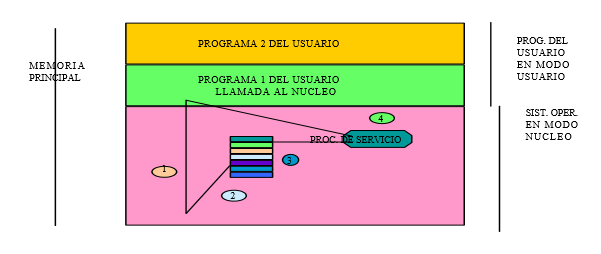 PROGRAMA 2 DEL USUARIO
PROG. DEL
USUARIO
EN MODO
USUARIO
MEMORIA
PRINCIPAL
PROGRAMA 1 DEL USUARIO
LLAMADA AL NUCLEO
SIST. OPER.
EN MODO
NUCLEO
4
PROC. DE SERVICIO
3
1
2